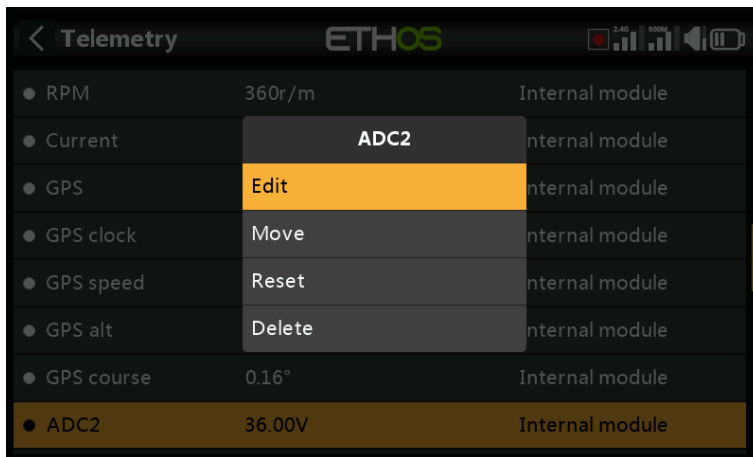 Telemetry ETHOS 2.4G 900M
RPM 360r/m Internal module
Current nternal module
GPS nternal module
GPS clock nternal module
GPS speed nternal module
GPS alt nternal module
GPS course 0.16° Internal module
ADC2 36.00V Internal module
ADC2
Edit
Move
Reset
Delete